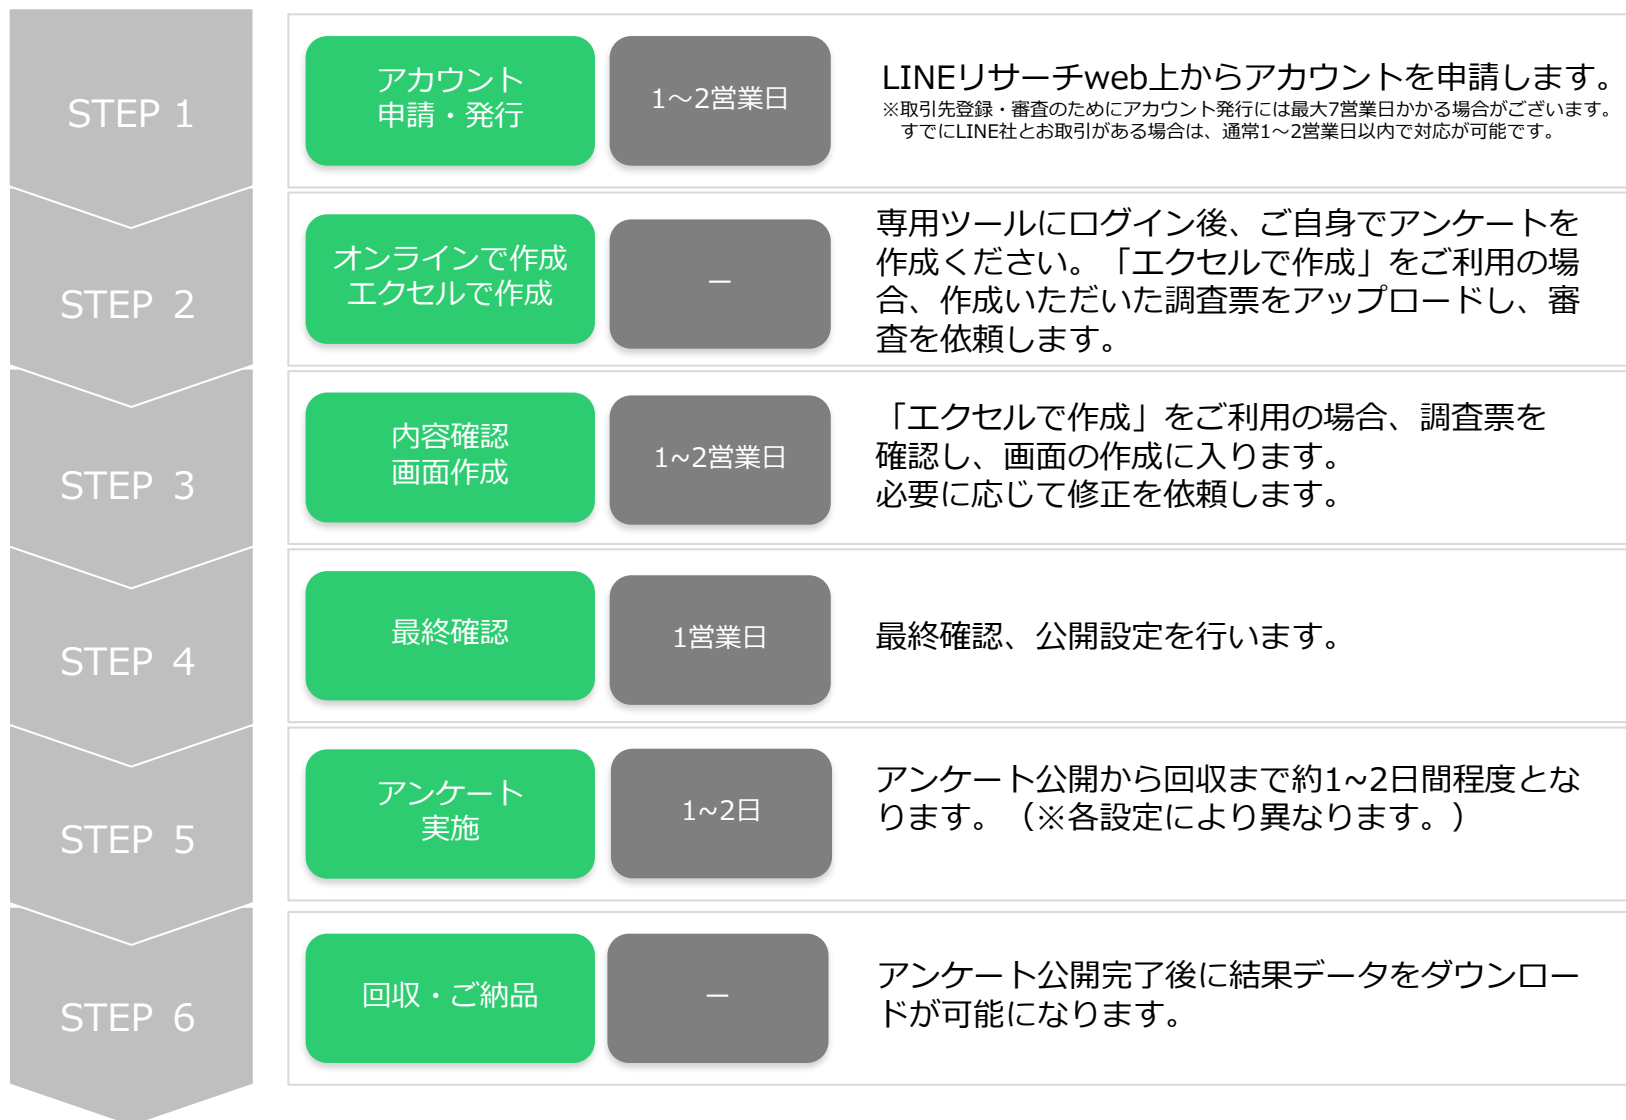 STEP 1
アカウント
申請・発行
1～2営業日
LINEリサーチweb上からアカウントを申請します。
※取引先登録・審査のためにアカウント発行には最大7営業日かかる場合がございます。
すでにLINE社とお取引がある場合は、通常1～2営業日以内で対応が可能です。
STEP 2
オンラインで作成
エクセルで作成
－
専用ツールにログイン後、ご自身でアンケートを
作成ください。「エクセルで作成」をご利用の場
合、作成いただいた調査票をアップロードし、審
査を依頼します。
STEP 3
内容確認
画面作成
1~2営業日
「エクセルで作成」をご利用の場合、調査票を
確認し、画面の作成に入ります。
必要に応じて修正を依頼します。
STEP 4
最終確認
1営業日
最終確認、公開設定を行います。
STEP 5
アンケート
実施
1~2日
アンケート公開から回収まで約1~2日間程度とな
ります。（※各設定により異なります。）
STEP 6
回収・ご納品
－
アンケート公開完了後に結果データをダウンロー
ドが可能になります。